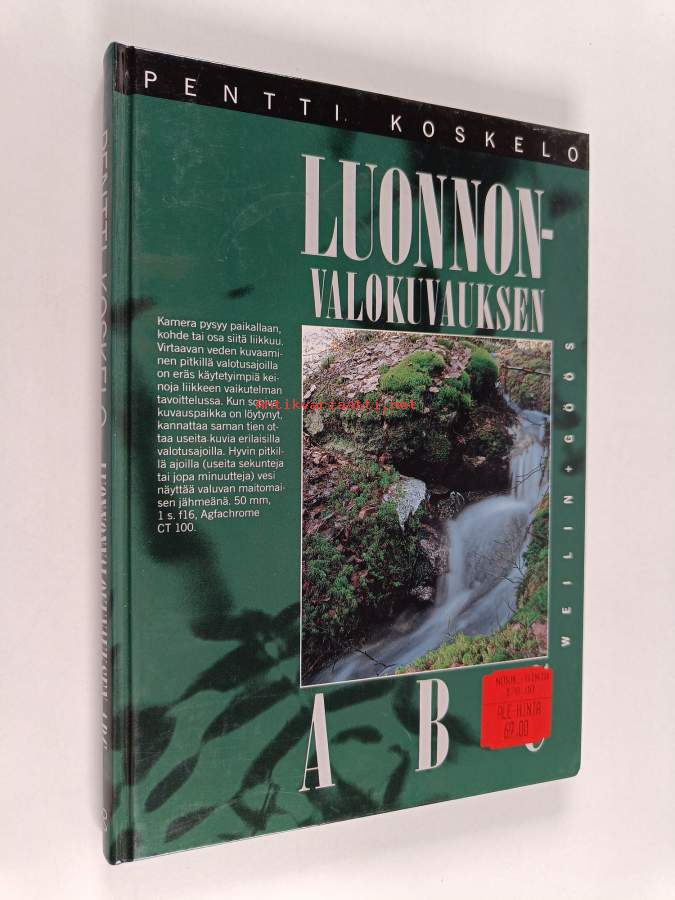 PENTTI KOSKELO
LUONNON-
VALOKUVAUKSEN
Kamera pysyy paikallaan,
kohde tai osa siitä liikkuu.
Virtaavan veden kuvaami-
nen pitkillä valotusajoilla
on eräs käytetyimpiä kei-
noja liikkeen vaikutelman
tavoittelussa. Kun
kuvauspaikka on löytynyt,
kannattaa saman tien ot-
taa useita kuvia erilaisilla
valotusajoilla. Hyvin pitkil-
lä ajoilla (useita sekunteja
tai jopa minuutteja) vesi
näyttää valuvan maitomai-
sen jähmeänä. 50 mm,
1 s. f16, Agfachrome
CT 100.
Antikvariaatti.net
WEILIN + GÖÖS
A B C
ALE-HINTA
69.00
PENTTI KOSKELO